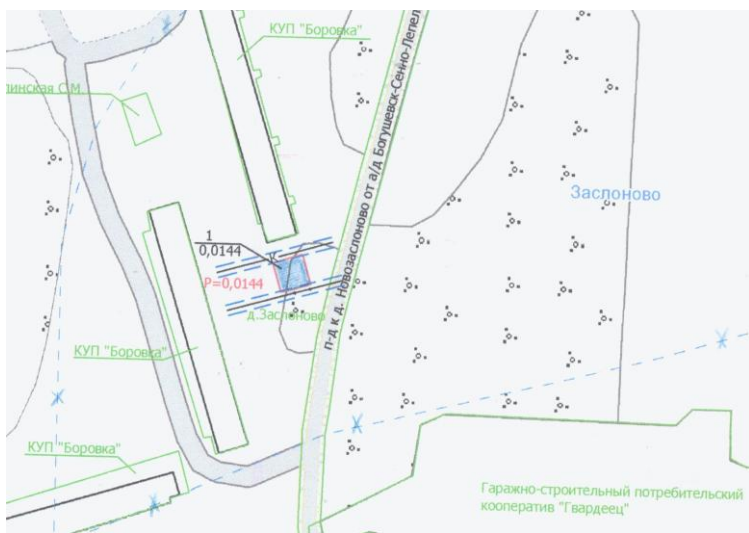 КУП "Боровка"
линская С.М.
п-д к д. Новозаслоново от а/д Богушевск-Сенно-Лепел
Заслоново
1
0,0144
К
P=0,0144
д.Заслоново
КУП "Боровка"
КУП "Боровка"
Гаражно-строительный потребительский
кооператив "Гвардеец"